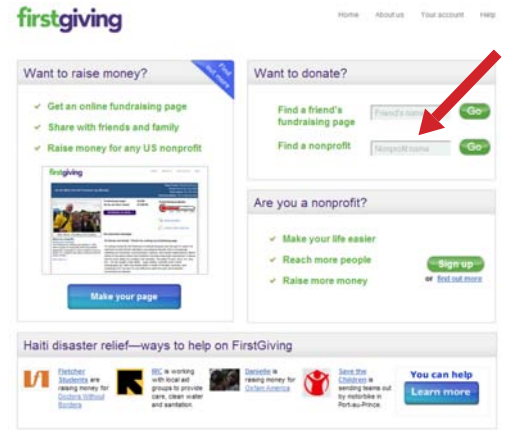 firstgiving
Home About us Your account Help
Want to raise money?
Find
out more
Get an online fundraising page
Share with friends and family
Raise money for any US nonprofit
firstgiving
Make your page
Want to donate?
Find a friend's
fundraising page
Friend's name
Go
Find a nonprofit
Nonprofit name
Go
Are you a nonprofit?
Make your life easier
Reach more people
Raise more money
Sign up
or find out more
Haiti disaster relief—ways to help on FirstGiving
Fletcher
Students are
raising money for
Doctors Without
Borders
IRC is working
with local aid
groups to provide
care, clean water
and sanitation.
Danielle is
raising money for
Oxfam America
Save the
Children is
sending teams out
by motorbike in
Port-au-Prince.
You can help
Learn more